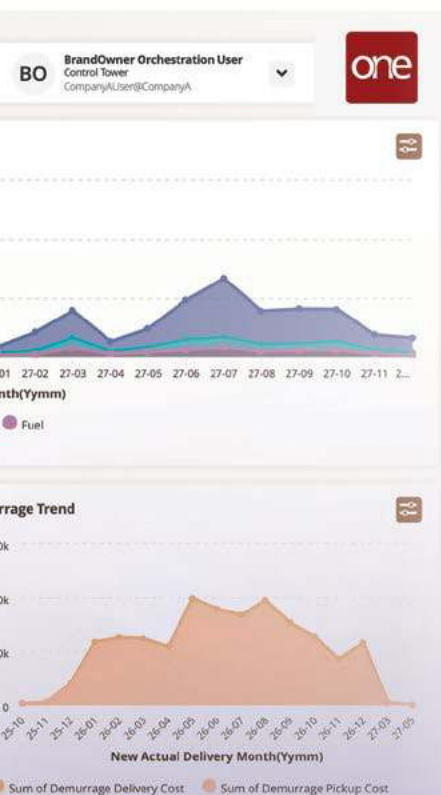 BO
BrandOwner Orchestration User
Control Tower
CompanyAUser@CompanyA
one
01 27-02 27-03 27-04 27-05 27-06 27-07 27-08 27-09 27-10 27-11 2...
nth(Yymm)
Fuel
rrage Trend
0k
0k
0k
0
25-10 25-11 25-12 26-01 26-02 26-03 26-04 26-05 26-06 26-07 26-08 26-09 26-10 26-11 26-12 27-03 27-05
New Actual Delivery Month(Yymm)
Sum of Demurrage Delivery Cost Sum of Demurrage Pickup Cost